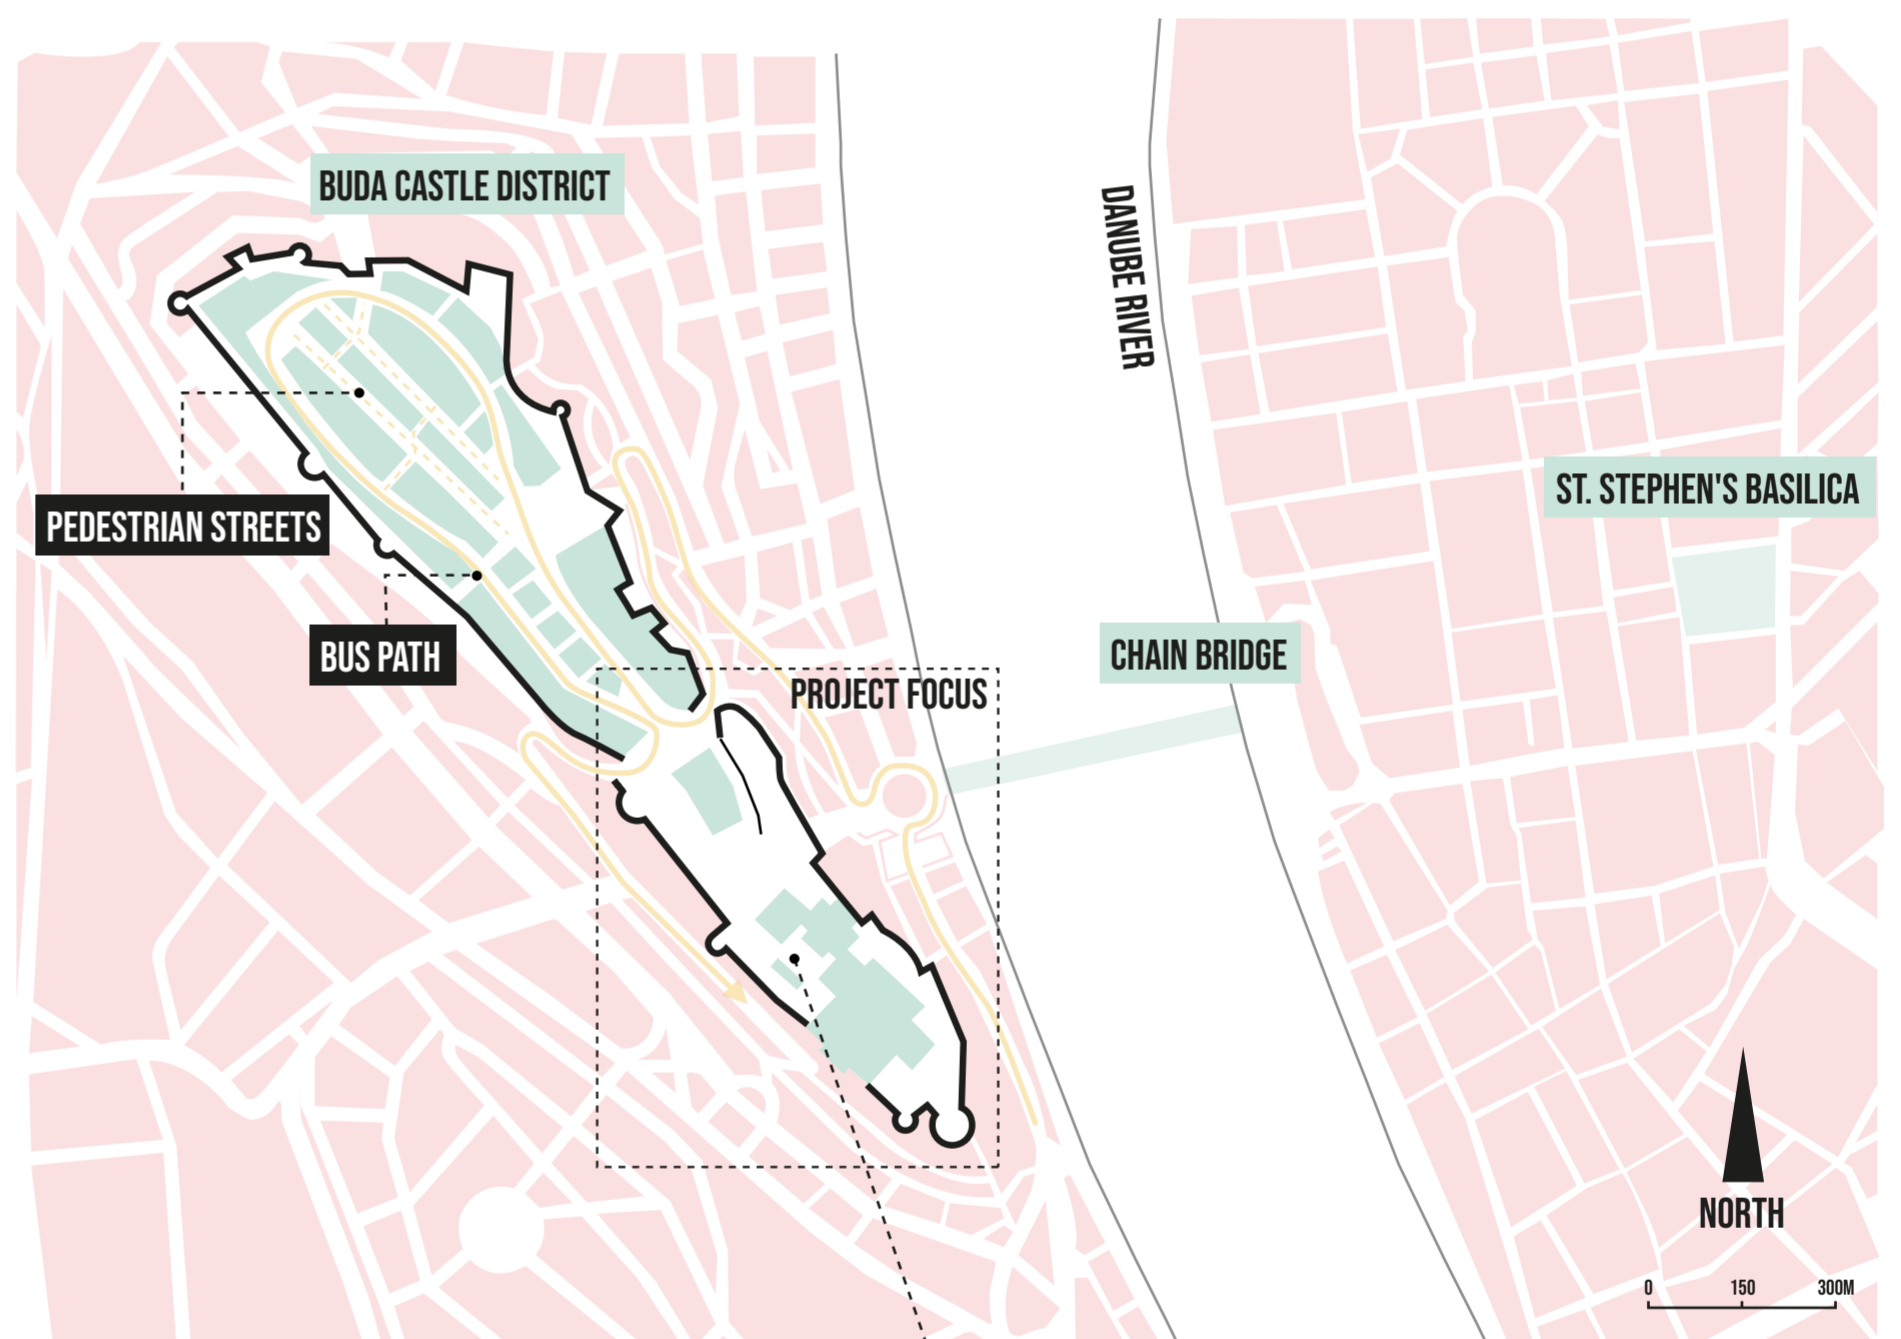 BUDA CASTLE DISTRICT
DANUBE RIVER
ST. STEPHEN'S BASILICA
PEDESTRIAN STREETS
BUS PATH
CHAIN BRIDGE
PROJECT FOCUS
NORTH
0 150 300M